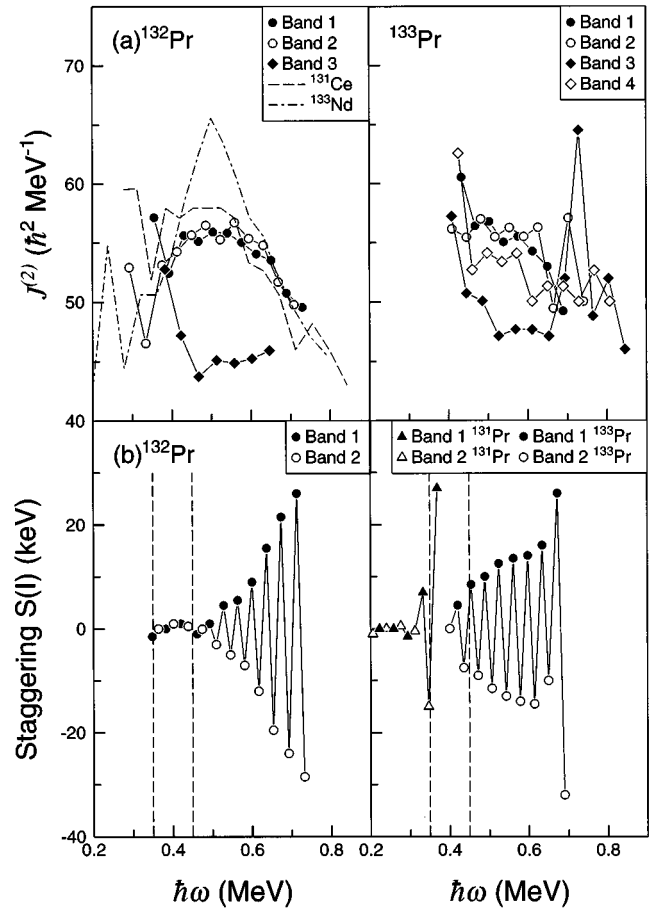 (a) ¹³²Pr
Band 1
Band 2
Band 3
¹³¹Ce
¹³³Nd
¹³³Pr
Band 1
Band 2
Band 3
Band 4
70
60
50
40
J⁽²⁾ (ℏ² MeV⁻¹)
(b) ¹³²Pr
Band 1
Band 2
Band 1 ¹³¹Pr Band 1 ¹³³Pr
Band 2 ¹³¹Pr Band 2 ¹³³Pr
20
0
-20
-40
Staggering S(I) (keV)
0.2 0.4 0.6 0.8 0.2 0.4 0.6 0.8
ℏω (MeV) ℏω (MeV)